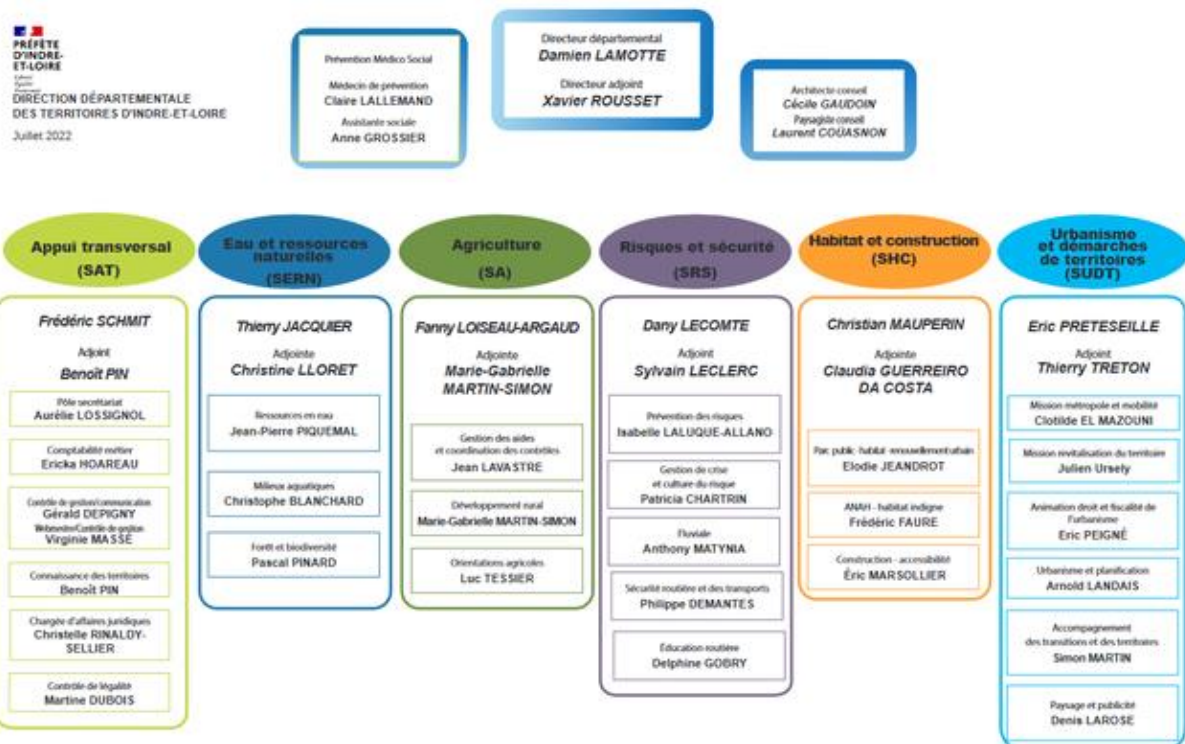 PRÉFÈTE
D'INDRE-
ET-LOIRE
DIRECTION DÉPARTEMENTALE
DES TERRITOIRES D'INDRE-ET-LOIRE
Juillet 2022
Prévention Médico Social
Médecin de prévention
Claire LALLEMAND
Assistante sociale
Anne GROSSIER
Directeur départemental
Damien LAMOTTE
Directeur adjoint
Xavier ROUSSET
Architecte conseil
Cécile GAUDOIN
Paysagiste conseil
Laurent COÜASNON
Appui transversal
(SAT)
Frédéric SCHMIT
Adjoint
Benoît PIN
Pôle secrétariat
Aurélie LOSSIGNOL
Comptabilité métier
Ericka HOAREAU
Contrôle de gestion/communication
Gérald DEPIGNY
Webmestre/Contrôle de gestion
Virginie MASSÉ
Connaissance des territoires
Benoît PIN
Chargée d'affaires juridiques
Christelle RINALDY-
SELLIER
Contrôle de légalité
Martine DUBOIS
Eau et ressources
naturelles
(SERN)
Thierry JACQUIER
Adjointe
Christine LLORET
Ressources en eau
Jean-Pierre PIQUEMAL
Milieux aquatiques
Christophe BLANCHARD
Forêt et biodiversité
Pascal PINARD
Agriculture
(SA)
Fanny LOISEAU-ARGAUD
Adjointe
Marie-Gabrielle
MARTIN-SIMON
Gestion des aides
et coordination des contrôles
Jean LAVASTRE
Développement rural
Marie-Gabrielle MARTIN-SIMON
Orientations agricoles
Luc TESSIER
Risques et sécurité
(SRS)
Dany LECOMTE
Adjoint
Sylvain LECLERC
Prévention des risques
Isabelle LALUQUE-ALLANO
Gestion de crise
et culture du risque
Patricia CHARTRIN
Fluviale
Anthony MATYNIA
Sécurité routière et des transports
Philippe DEMANTES
Éducation routière
Delphine GOBRY
Habitat et construction
(SHC)
Christian MAUPERIN
Adjointe
Claudia GUERREIRO
DA COSTA
Parc public - habitat - renouvellement urbain
Elodie JEANDROT
ANAH - habitat indigne
Frédéric FAURE
Construction - accessibilité
Éric MARSOLLIER
Urbanisme
et démarches
de territoires
(SUDT)
Eric PRETESEILLE
Adjoint
Thierry TRETON
Mission métropole et mobilité
Clotilde EL MAZOUNI
Mission revitalisation du territoire
Julien Ursely
Animation droit et fiscalité de
l'urbanisme
Eric PEIGNÉ
Urbanisme et planification
Arnold LANDAIS
Accompagnement
des transitions et des territoires
Simon MARTIN
Paysage et publicité
Denis LAROSE